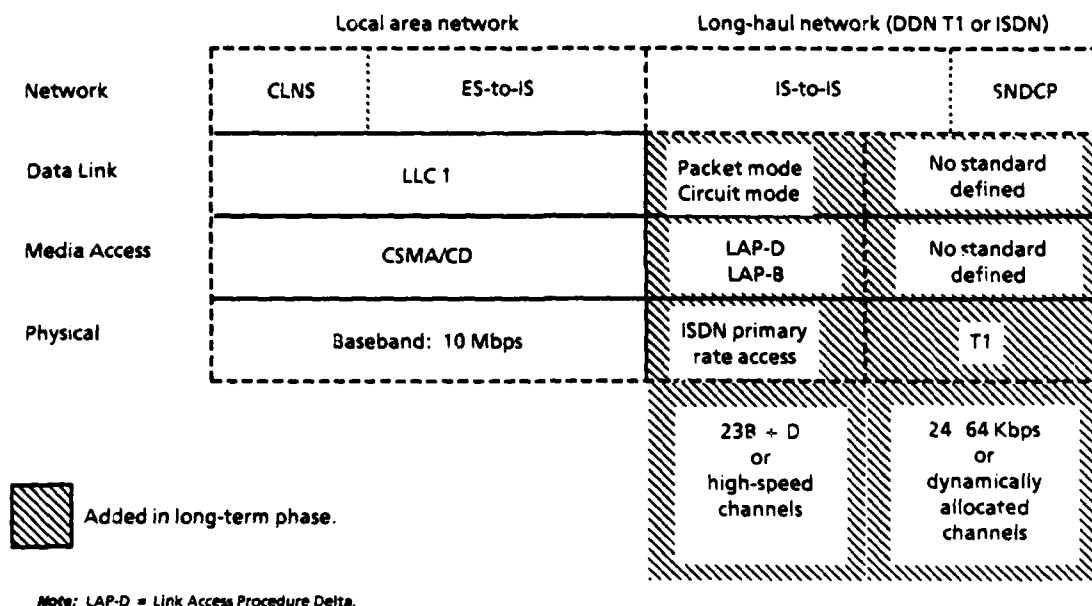 Local area network Long-haul network (DDN T1 or ISDN)
Network CLNS ES-to-IS IS-to-IS SNDCP
Data Link LLC 1 Packet mode Circuit mode No standard defined
Media Access CSMA/CD LAP-D LAP-B No standard defined
Physical Baseband: 10 Mbps ISDN primary rate access T1
23B + D
or
high-speed
channels
24 64 Kbps
or
dynamically
allocated
channels
Added in long-term phase.
Note: LAP-D = Link Access Procedure Delta.